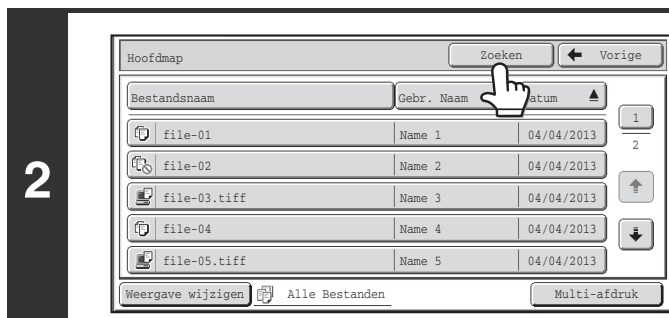 2
Hoofdmap Zoeken Vorige
Bestandsnaam Gebr. Naam atum
file-01 Name 1 04/04/2013
1
2
file-02 Name 2 04/04/2013
file-03.tiff Name 3 04/04/2013
file-04 Name 4 04/04/2013
file-05.tiff Name 5 04/04/2013
Weergave wijzigen Alle Bestanden Multi-afdruk